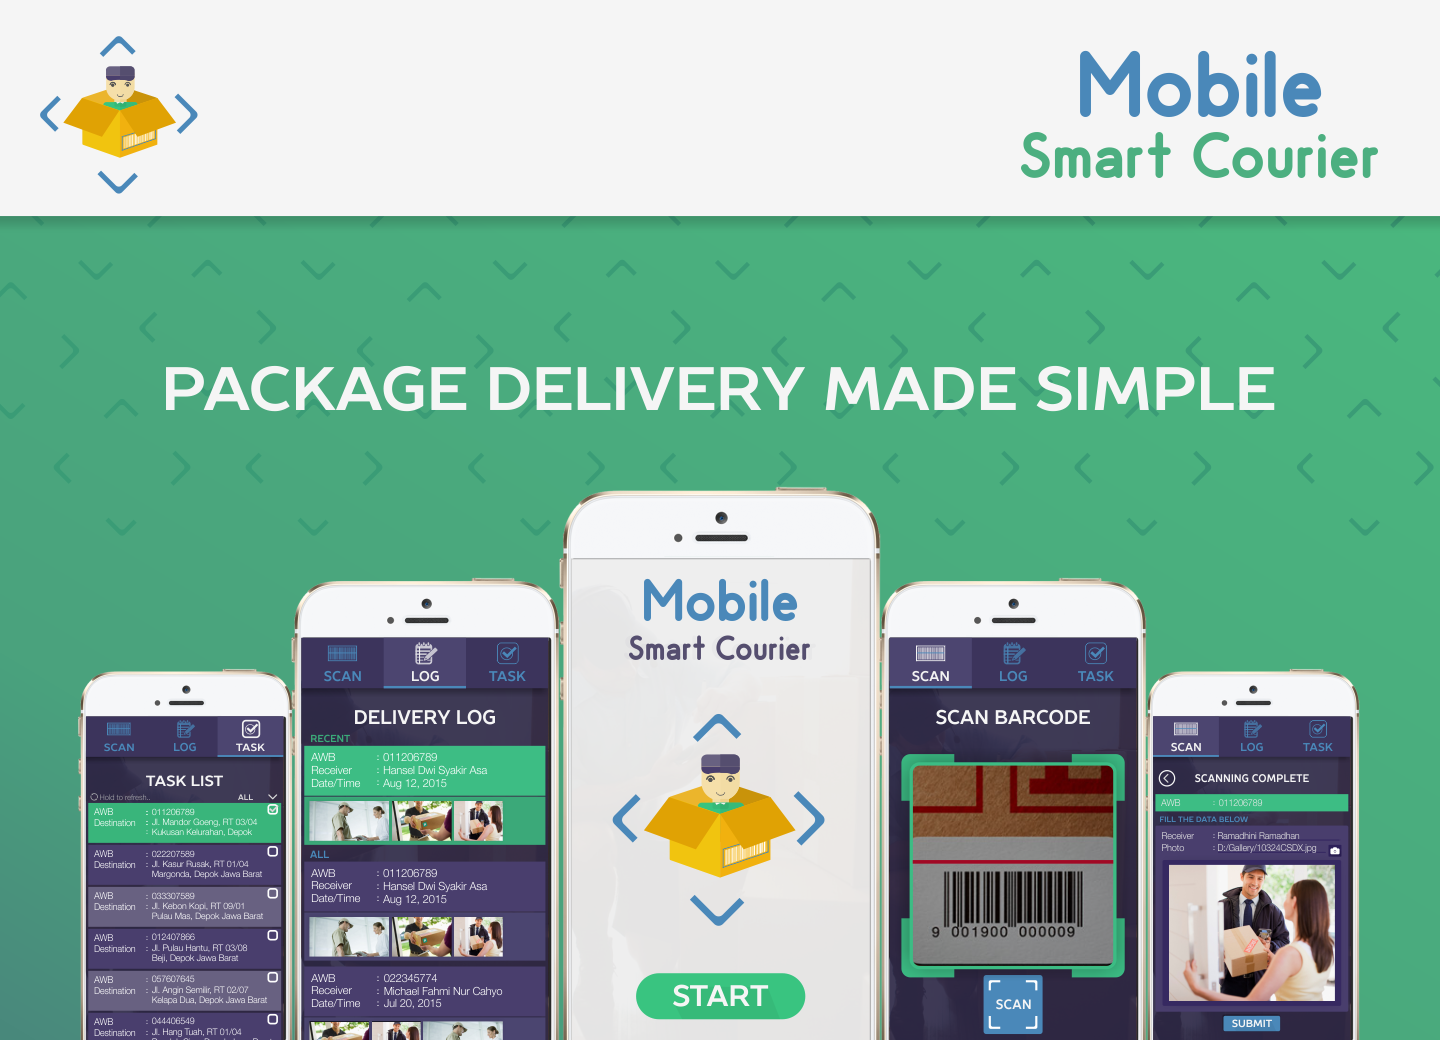 Mobile
Smart Courier
PACKAGE DELIVERY MADE SIMPLE
SCAN LOG TASK
TASK LIST
Hold to refresh.. ALL
AWB : 011206789
Destination : Jl. Mandor Goeng, RT 03/04
: Kukusan Kelurahan, Depok
AWB : 022207589
Destination : Jl. Kasur Rusak, RT 01/04
Margonda, Depok Jawa Barat
AWB : 033307589
Destination : Jl. Kebon Kopi, RT 09/01
Pulau Mas, Depok Jawa Barat
AWB : 012407866
Destination : Jl. Pulau Hantu, RT 03/08
Beji, Depok Jawa Barat
AWB : 057607645
Destination : Jl. Angin Semilir, RT 02/07
Kelapa Dua, Depok Jawa Barat
AWB : 044406549
Destination : Jl. Hang Tuah, RT 01/04
SCAN LOG TASK
DELIVERY LOG
RECENT
AWB : 011206789
Receiver : Hansel Dwi Syakir Asa
Date/Time : Aug 12, 2015
ALL
AWB : 011206789
Receiver : Hansel Dwi Syakir Asa
Date/Time : Aug 12, 2015
AWB : 022345774
Receiver : Michael Fahmi Nur Cahyo
Date/Time : Jul 20, 2015
Mobile
Smart Courier
START
SCAN LOG TASK
SCAN BARCODE
9 001900 000009
SCAN
SCAN LOG TASK
SCANNING COMPLETE
AWB : 011206789
FILL THE DATA BELOW
Receiver : Ramadhini Ramadhan
Photo : D:/Gallery/10324CSDX.jpg
SUBMIT